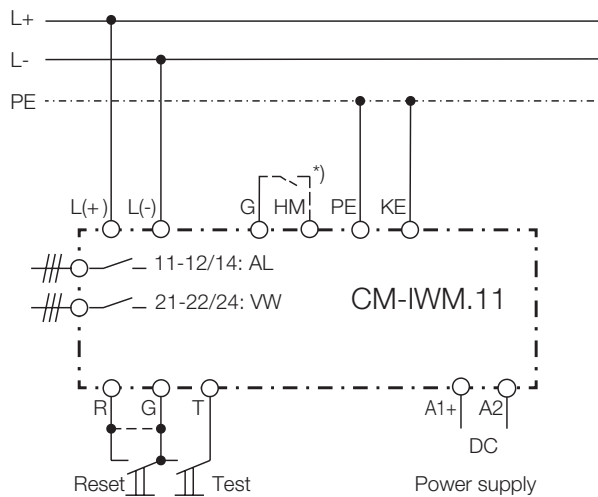 L+
L-
PE
*)
L(+) L(-) G HM PE KE
11-12/14: AL
21-22/24: VW
CM-IWM.11
R G T A1+ A2
DC
Reset Test Power supply